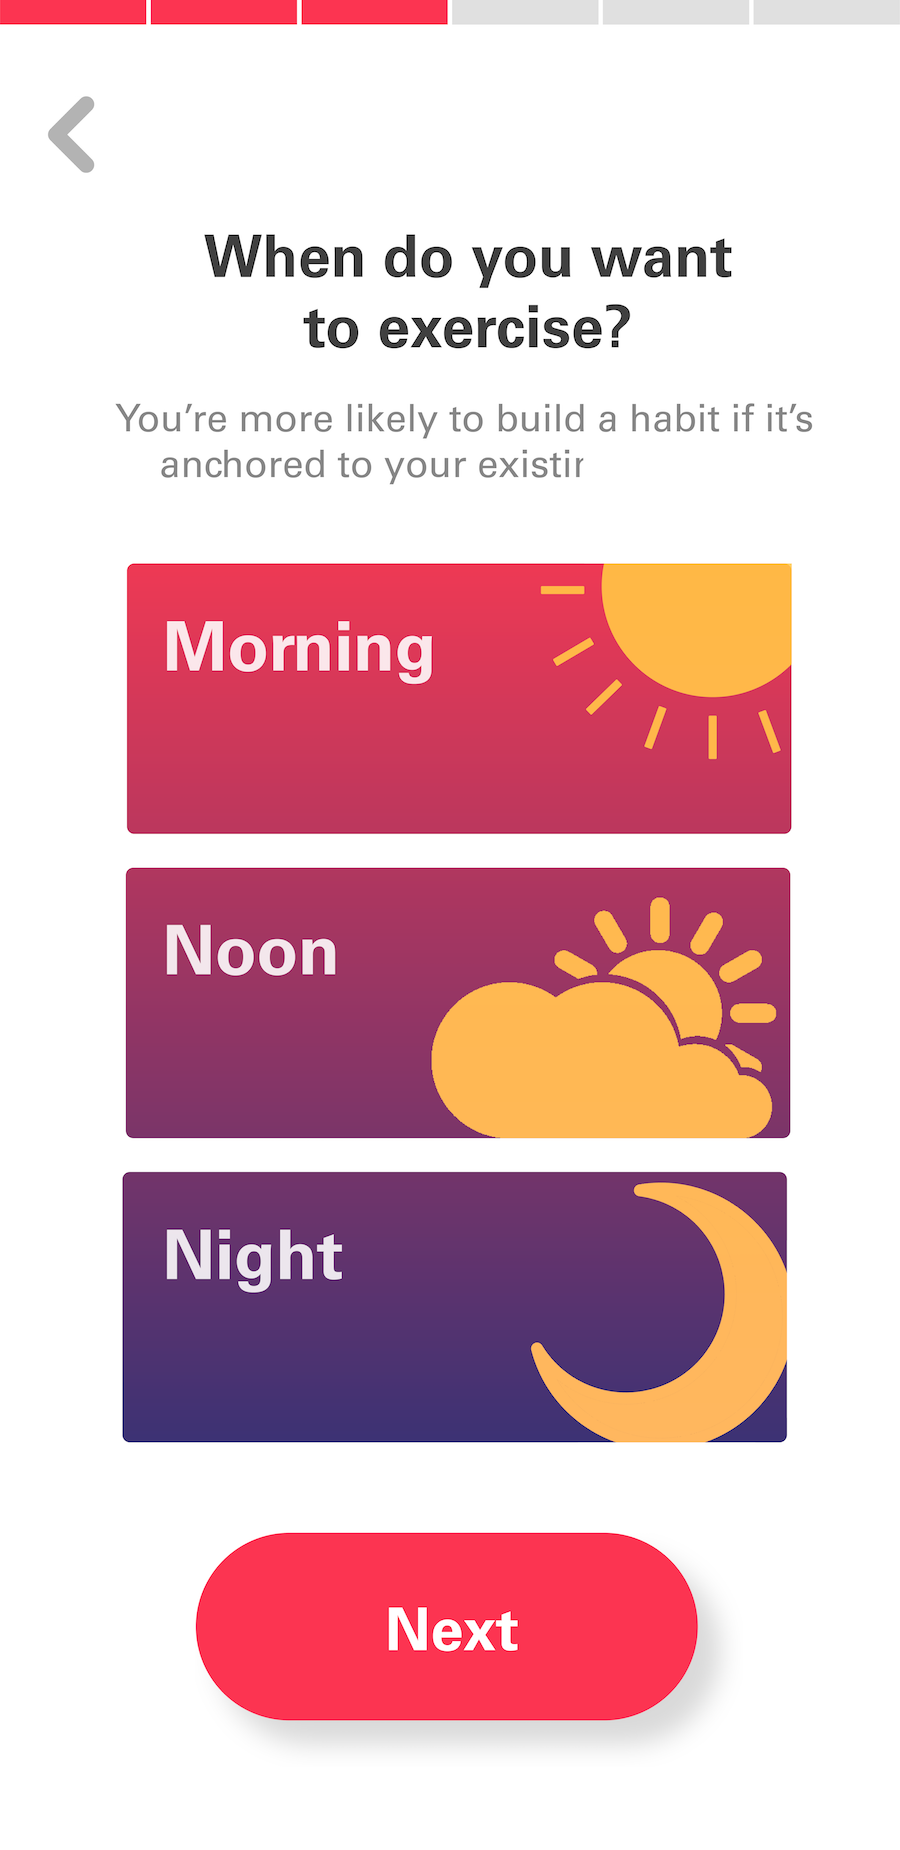 When do you want
to exercise?
You’re more likely to build a habit if it’s
anchored to your
Morning
Noon
Night
Next